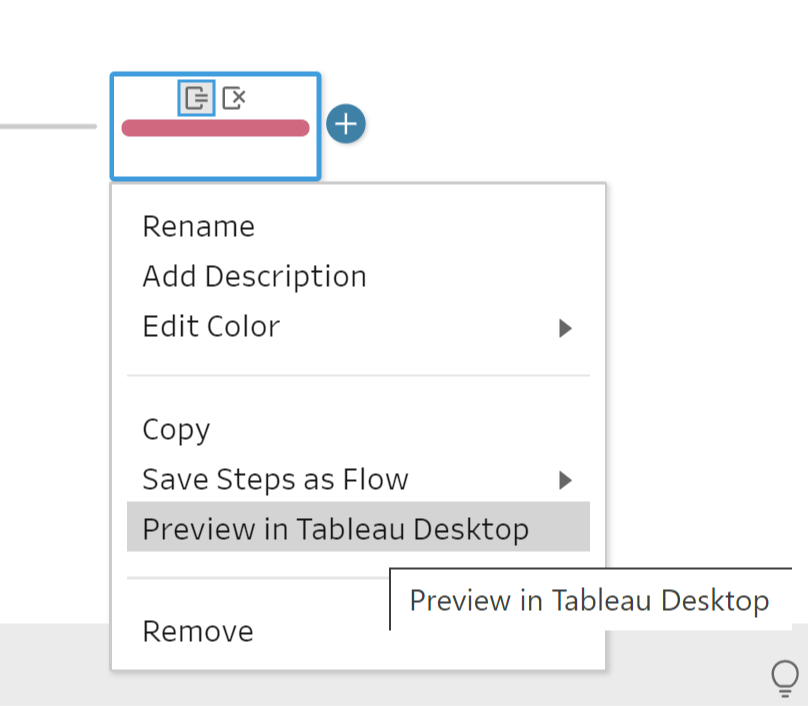 Rename
Add Description
Edit Color
Copy
Save Steps as Flow
Preview in Tableau Desktop
Preview in Tableau Desktop
Remove